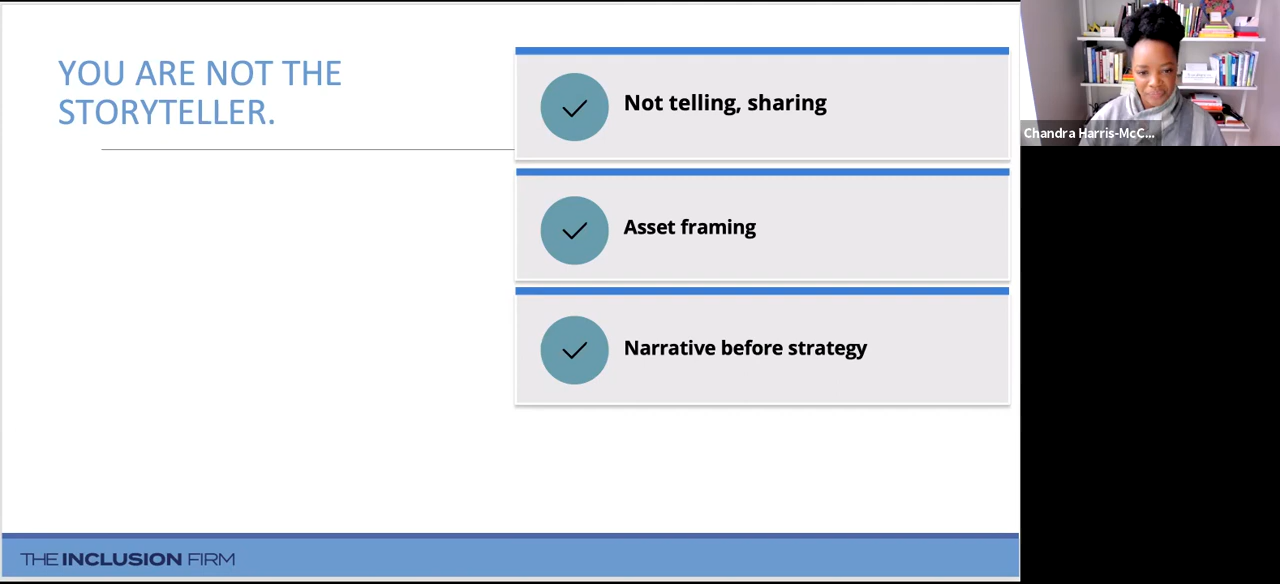 YOU ARE NOT THE
STORYTELLER.
Not telling, sharing
Asset framing
Narrative before strategy
THE INCLUSION FIRM
Chandra Harris-McC...